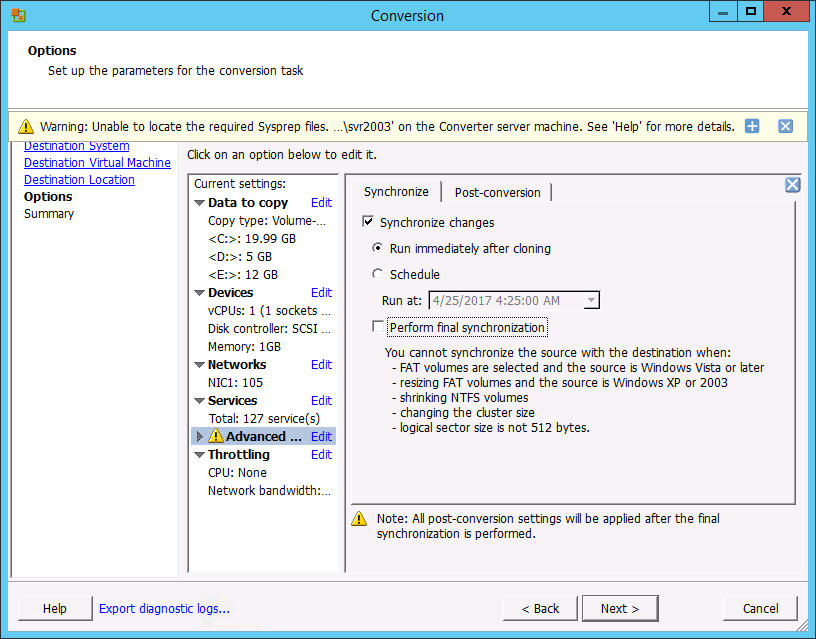 Conversion
Options
Set up the parameters for the conversion task
Warning: Unable to locate the required Sysprep files. ...\svr2003' on the Converter server machine. See 'Help' for more details.
Destination System
Destination Virtual Machine
Destination Location
Options
Summary
Click on an option below to edit it.
Current settings:
Data to copy Edit
Copy type: Volume-...
<C:>: 19.99 GB
<D:>: 5 GB
<E:>: 12 GB
Devices Edit
vCPUs: 1 (1 sockets ...
Disk controller: SCSI ...
Memory: 1GB
Networks Edit
NIC1: 105
Services Edit
Total: 127 service(s)
Advanced ... Edit
Throttling Edit
CPU: None
Network bandwidth:...
Synchronize Post-conversion
Synchronize changes
Run immediately after cloning
Schedule
Run at: 4/25/2017 4:25:00 AM
Perform final synchronization
You cannot synchronize the source with the destination when:
- FAT volumes are selected and the source is Windows Vista or later
- resizing FAT volumes and the source is Windows XP or 2003
- shrinking NTFS volumes
- changing the cluster size
- logical sector size is not 512 bytes.
Note: All post-conversion settings will be applied after the final
synchronization is performed.
Help Export diagnostic logs... < Back Next > Cancel